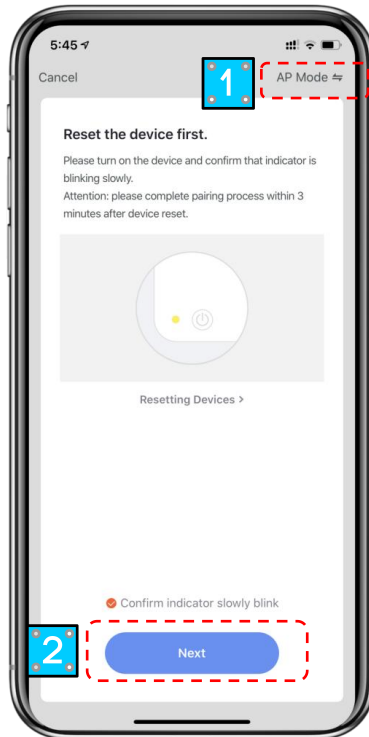 5:45
Cancel
1
AP Mode
Reset the device first.
Please turn on the device and confirm that indicator is
blinking slowly.
Attention: please complete pairing process within 3
minutes after device reset.
Resetting Devices >
Confirm indicator slowly blink
2
Next